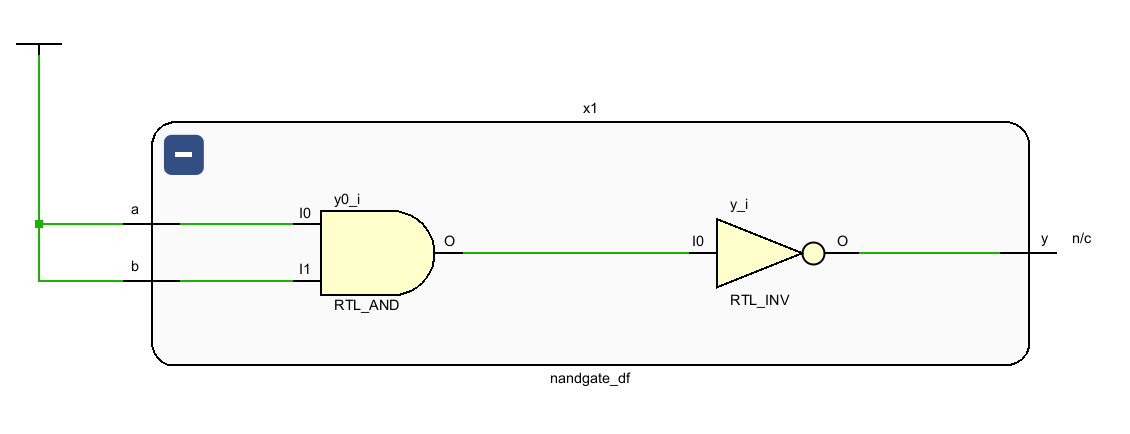 x1
a
I0
y0_i
b
I1
RTL_AND
O
I0
y_i
RTL_INV
O
y
n/c
nandgate_df